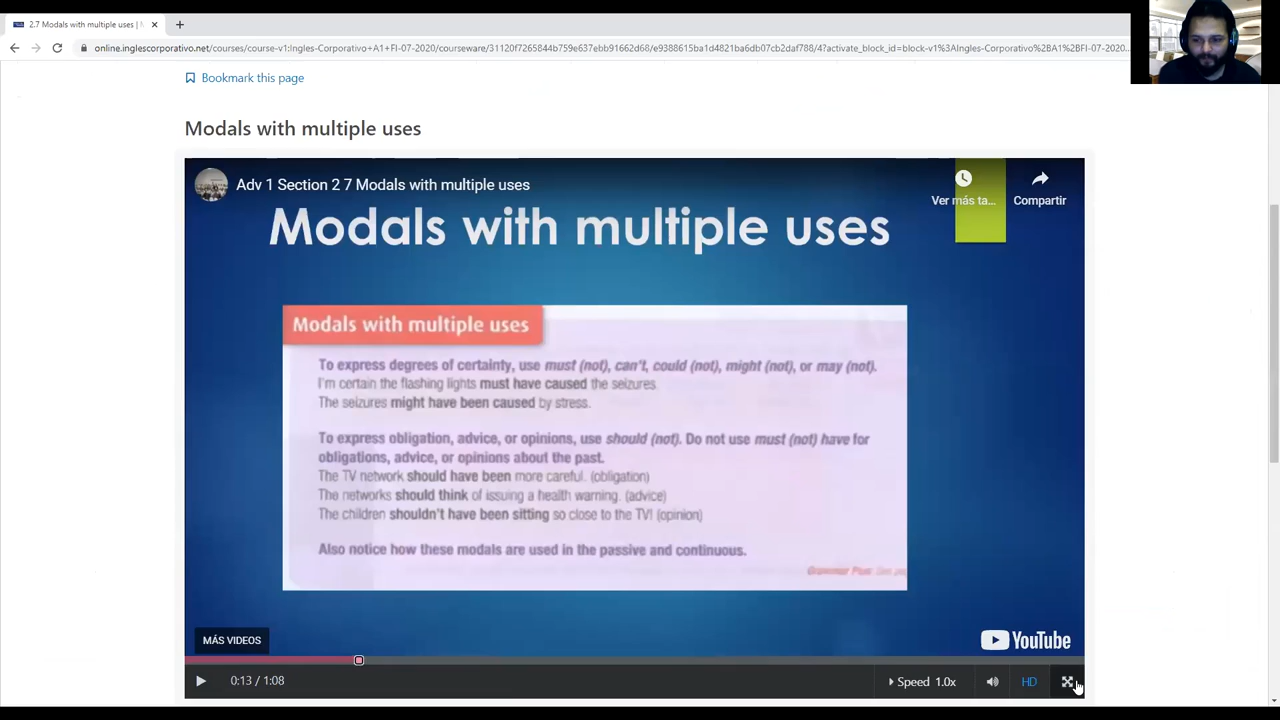 2.7 Modals with multiple uses |
online.inglescorporativo.net/courses/course-v1:Ingles-Corporativo+A1+FI-07-2020/courseware/31120f7265f44b759e637ebb91662d68/e9388615ba1d4821ba6db07cb2daf788/4?activate_block_id=block-v1%3AIngles-Corporativo%2BA1%2BFI-07-2020...
Bookmark this page
Modals with multiple uses
Adv 1 Section 2 7 Modals with multiple uses
Ver más ta...
Compartir
Modals with multiple uses
Modals with multiple uses
To express degrees of certainty, use must (not), can't, could (not), might (not), or may (not).
I'm certain the flashing lights must have caused the seizures.
The seizures might have been caused by stress.
To express obligation, advice, or opinions, use should (not). Do not use must (not) have for
obligations, advice, or opinions about the past.
The TV network should have been more careful. (obligation)
The networks should think of issuing a health warning. (advice)
The children shouldn't have been sitting so close to the TV! (opinion)
Also notice how these modals are used in the passive and continuous.
Grammar Plus: See
MÁS VIDEOS
YouTube
0:13 / 1:08
Speed 1.0x
HD